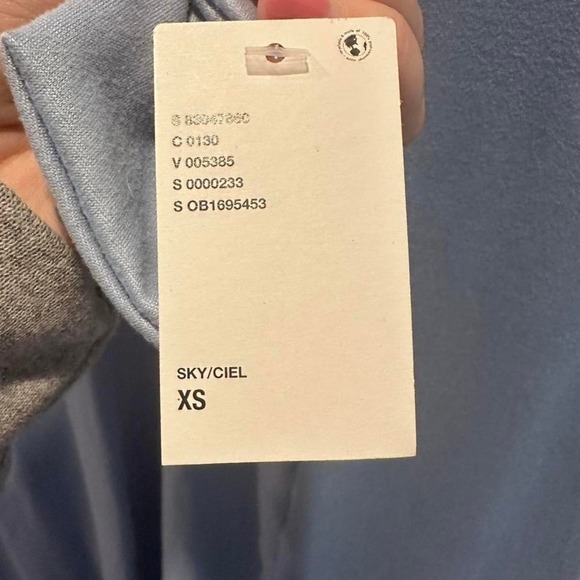 S 83047860
C 0130
V 005385
S 0000233
S OB1695453
SKY/CIEL
XS